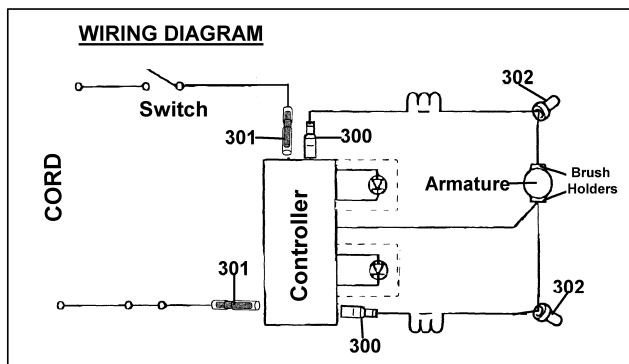 WIRING DIAGRAM
302
Switch
301
300
Armature
Brush
Holders
CORD
Controller
301
300
302